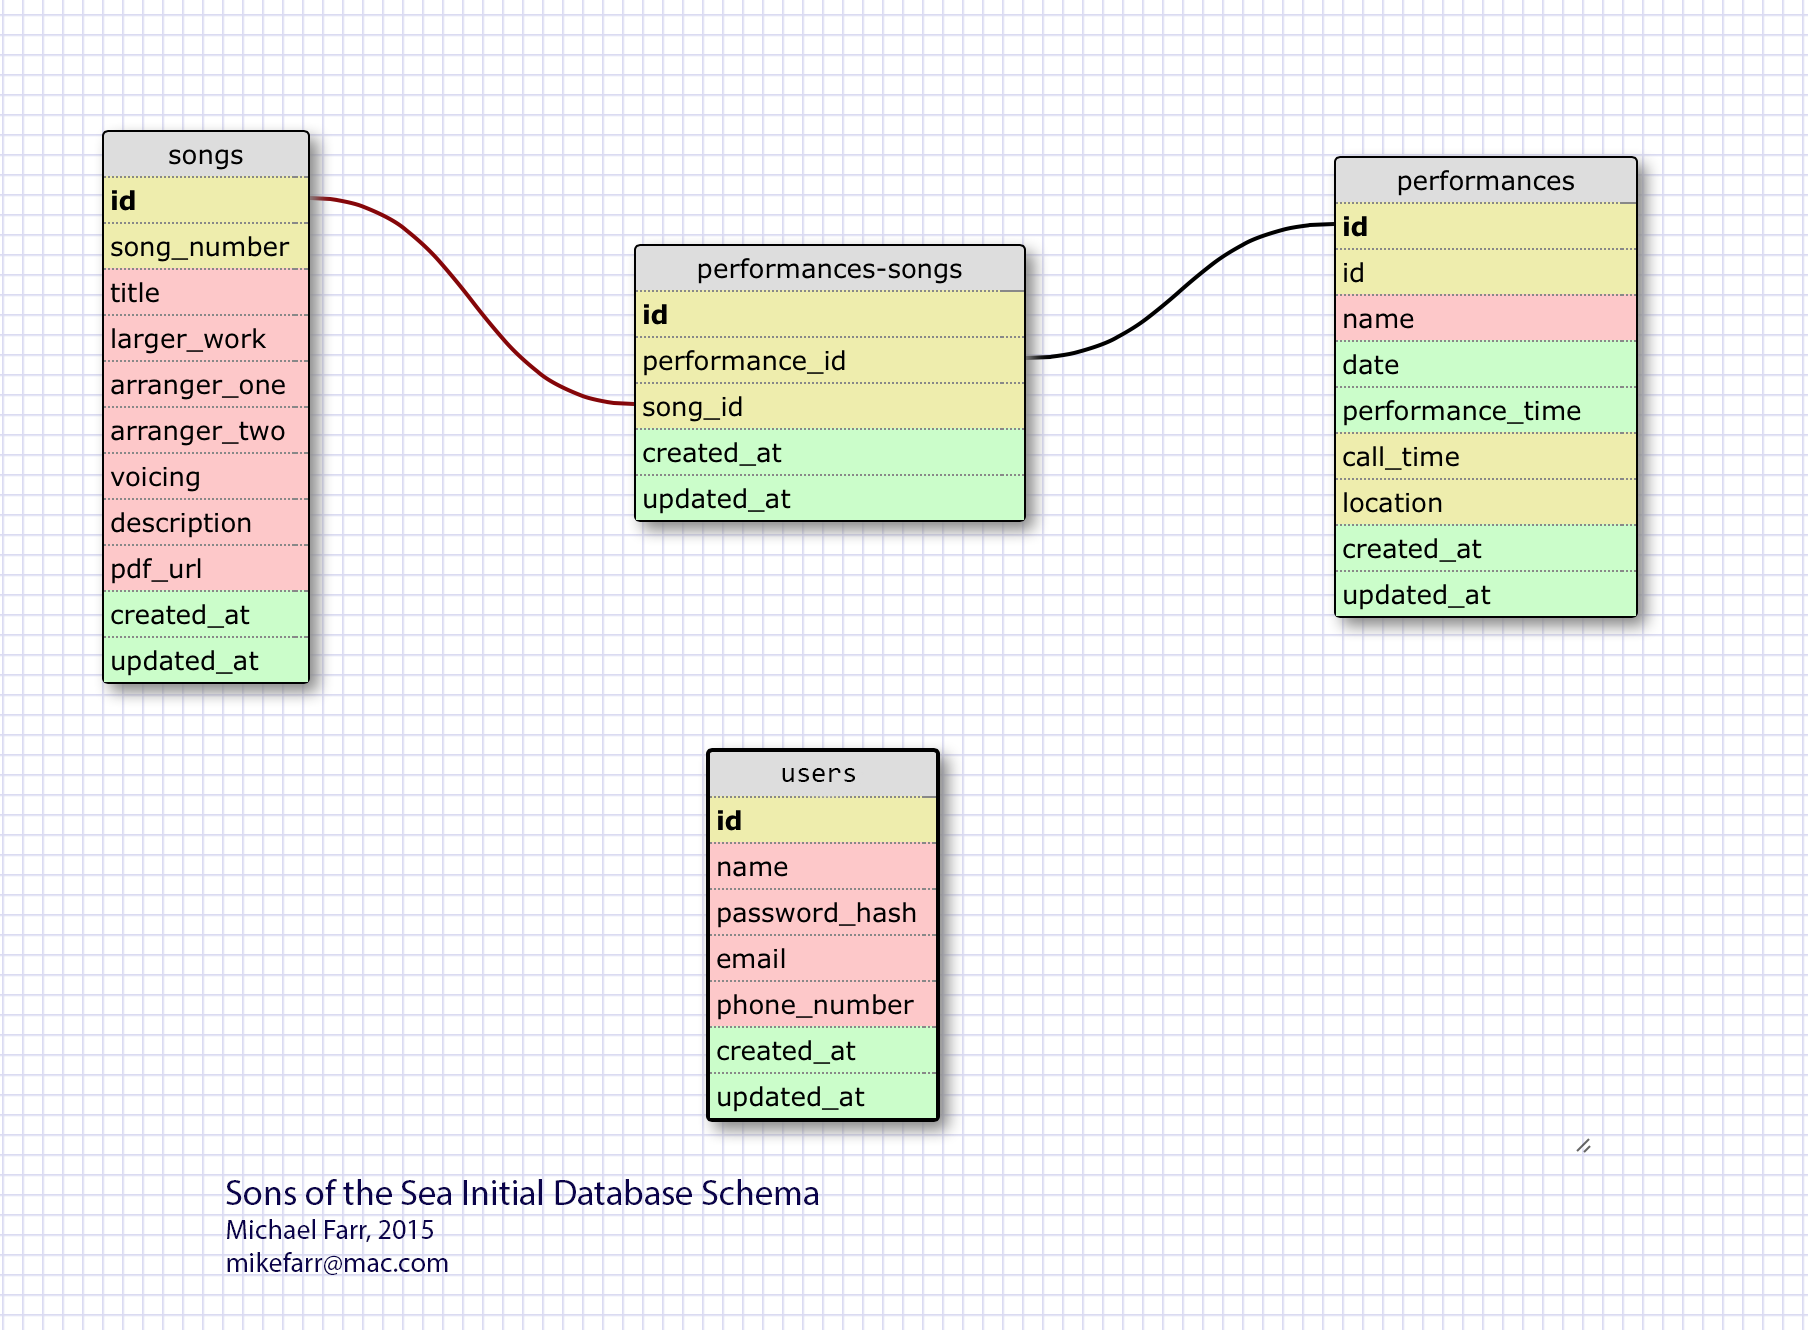 songs
id
song_number
title
larger_work
arranger_one
arranger_two
voicing
description
pdf_url
created_at
updated_at
performances-songs
id
performance_id
song_id
created_at
updated_at
performances
id
id
name
date
performance_time
call_time
location
created_at
updated_at
users
id
name
password_hash
email
phone_number
created_at
updated_at
Sons of the Sea Initial Database Schema
Michael Farr, 2015
mikefarr@mac.com